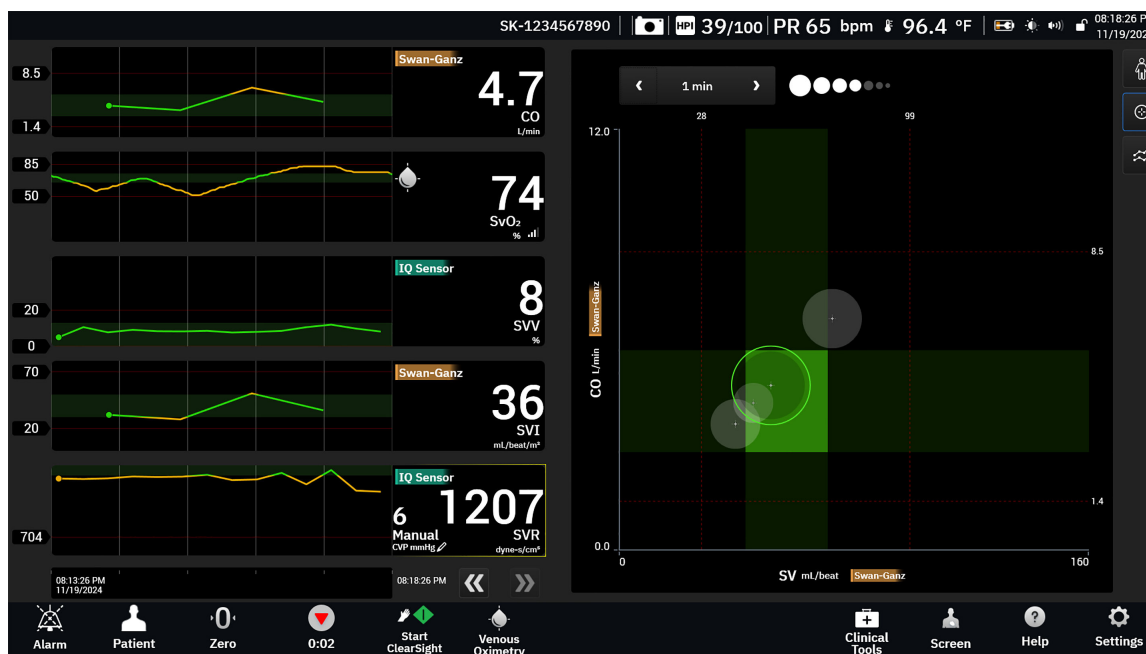 SK-1234567890
HPI 39/100 PR 65 bpm 96.4 °F
08:18:26 P
11/19/202
8.5
1.4
Swan-Ganz
4.7
CO
L/min
85
50
74
SvO₂
%
20
0
IQ Sensor
8
SVV
%
70
20
Swan-Ganz
36
SVI
mL/beat/m²
704
IQ Sensor
6
1207
Manual
SVR
CVP mmHg
dyne-s/cm⁵
08:13:26 PM
11/19/2024
08:18:26 PM
1 min
28
99
12.0
8.5
1.4
0.0
0
160
CO L/min Swan-Ganz
SV mL/beat Swan-Ganz
Alarm
Patient
0
Zero
0:02
Start
ClearSight
Venous
Oximetry
Clinical
Tools
Screen
?
Help
Settings